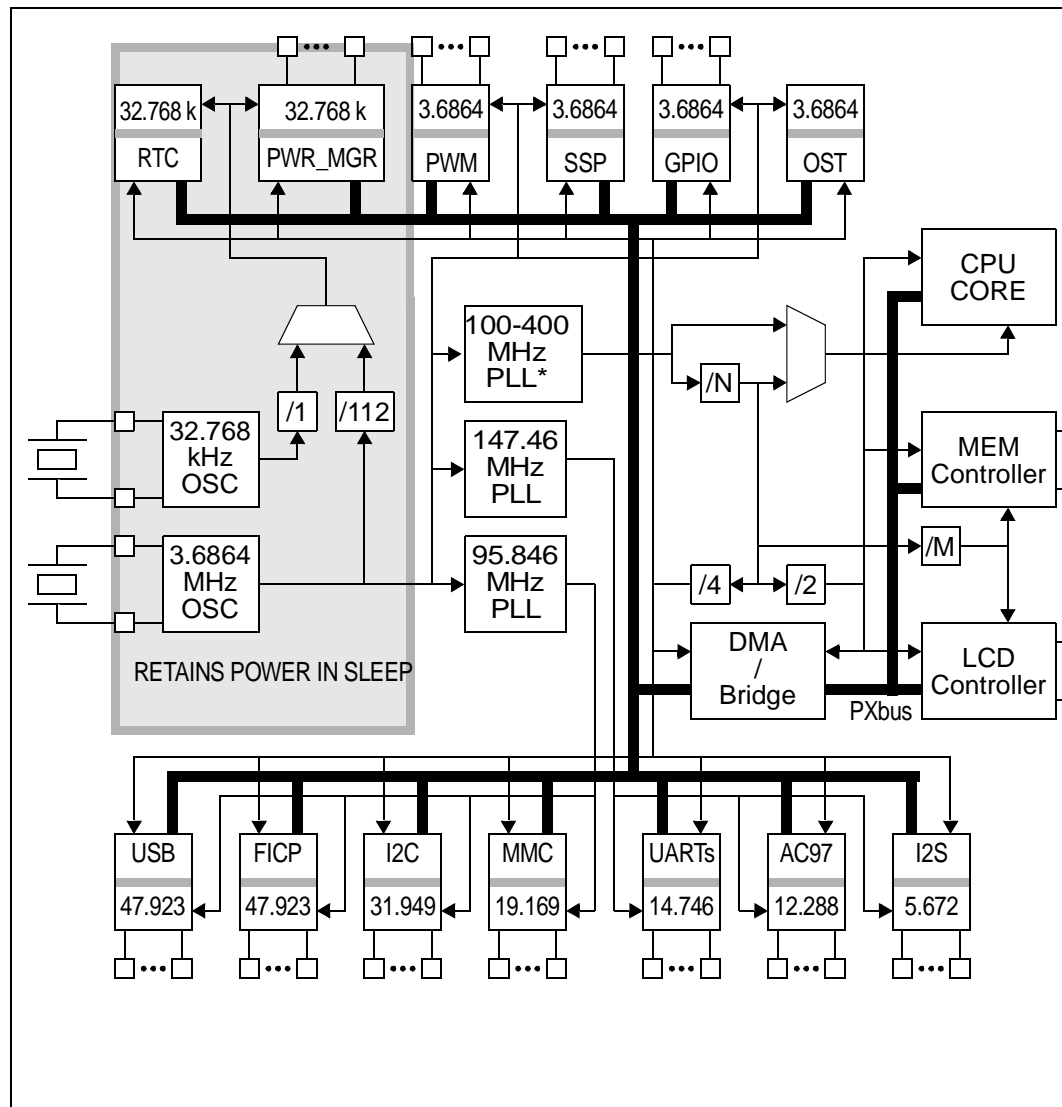 32.768 k
RTC
32.768 k
PWR_MGR
3.6864
PWM
3.6864
SSP
3.6864
GPIO
3.6864
OST
CPU
CORE
100-400
MHz
PLL*
/N
/1
/112
32.768
kHz
OSC
147.46
MHz
PLL
MEM
Controller
3.6864
MHz
OSC
95.846
MHz
PLL
/M
/4
/2
RETAINS POWER IN SLEEP
DMA
/
Bridge
LCD
Controller
PXbus
USB
47.923
FICP
47.923
I2C
31.949
MMC
19.169
UARTs
14.746
AC97
12.288
I2S
5.672